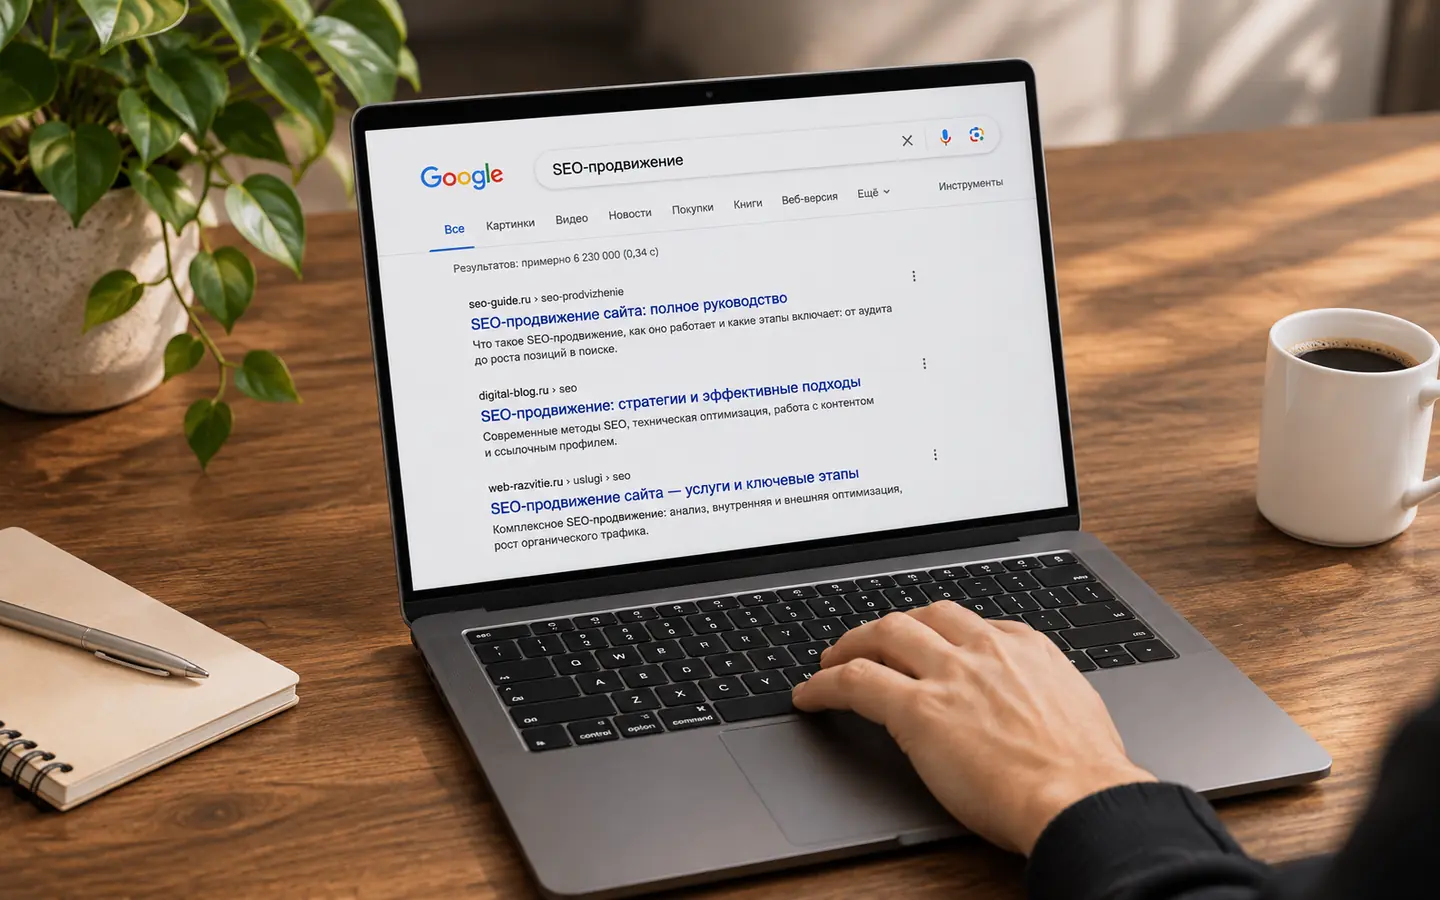 Google
SEO-продвижение
Все Картинки Видео Новости Покупки Книги Веб-версия Ещё Инструменты
Результатов: примерно 6 230 000 (0,34 с)
seo-guide.ru › seo-prodvizhenie
SEO-продвижение сайта: полное руководство
Что такое SEO-продвижение, как оно работает и какие этапы включает: от аудита
до роста позиций в поиске.
digital-blog.ru › seo
SEO-продвижение: стратегии и эффективные подходы
Современные методы SEO, техническая оптимизация, работа с контентом
и ссылочным профилем.
web-razvitie.ru › uslugi › seo
SEO-продвижение сайта — услуги и ключевые этапы
Комплексное SEO-продвижение: анализ, внутренняя и внешняя оптимизация,
рост органического трафика.
Q W
A
Z X C Y
control option command